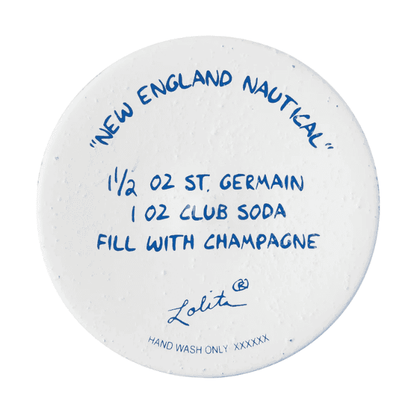 "NEW ENGLAND NAUTICAL"
1 1/2 OZ ST. GERMAIN
1 OZ CLUB SODA
FILL WITH CHAMPAGNE
Lolita®
HAND WASH ONLY XXXXXX